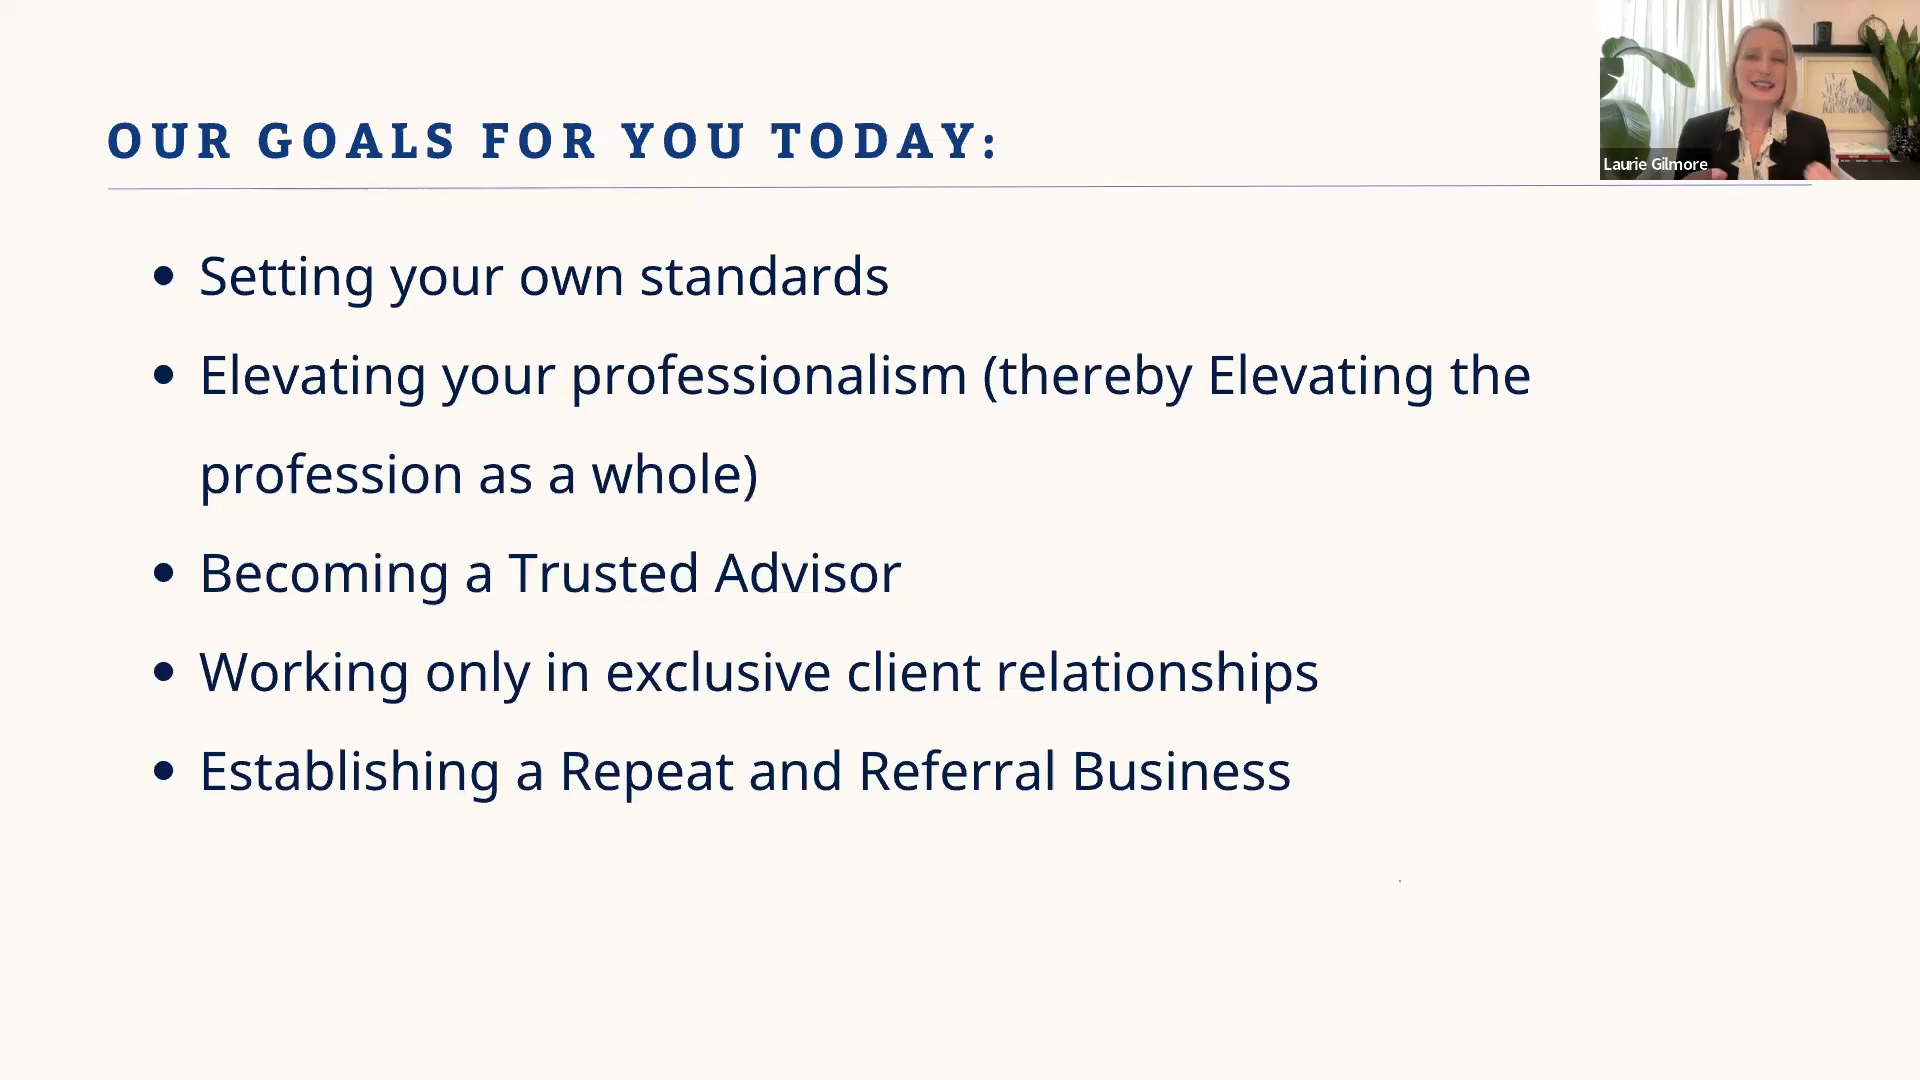 OUR GOALS FOR YOU TODAY:
Laurie Gilmore
• Setting your own standards
• Elevating your professionalism (thereby Elevating the
profession as a whole)
• Becoming a Trusted Advisor
• Working only in exclusive client relationships
• Establishing a Repeat and Referral Business